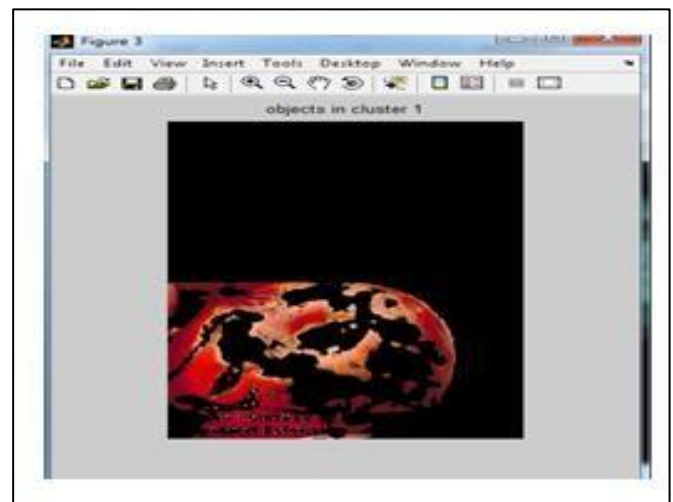 Figure 3
File Edit View Insert Tools Desktop Window Help
objects in cluster 1